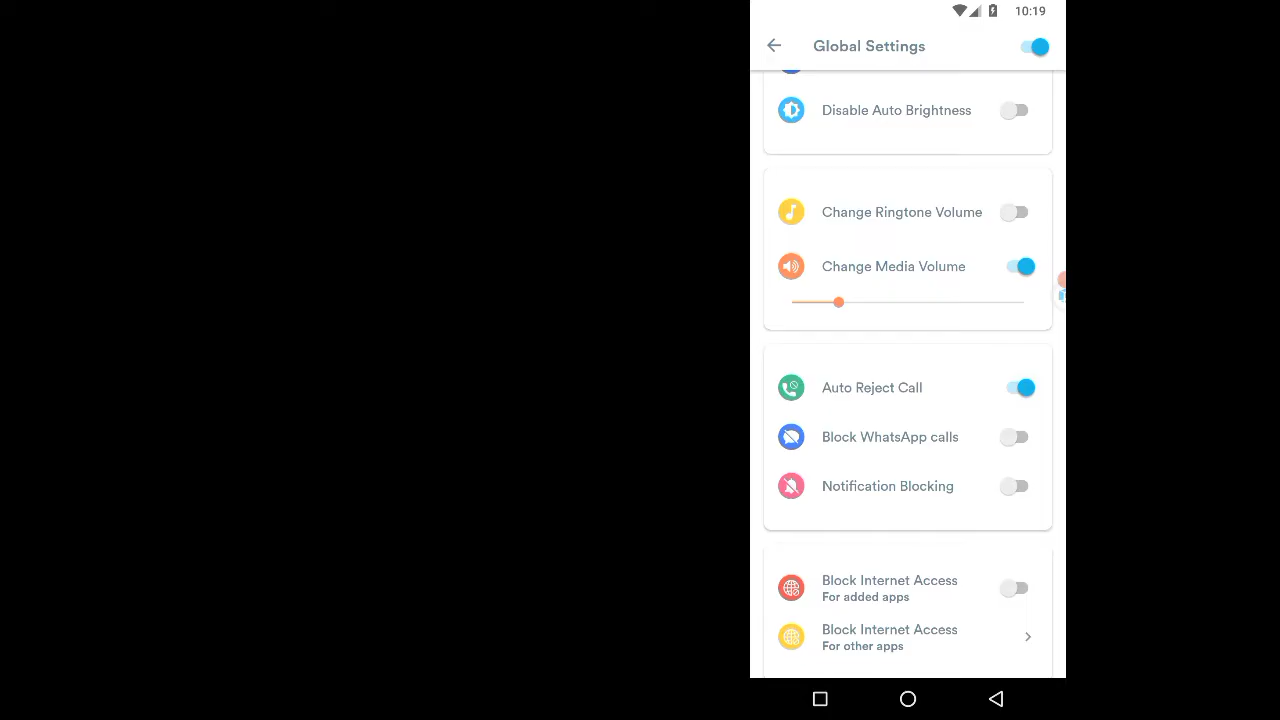 10:19
Global Settings
Disable Auto Brightness
Change Ringtone Volume
Change Media Volume
Auto Reject Call
Block WhatsApp calls
Notification Blocking
Block Internet Access
For added apps
Block Internet Access
For other apps